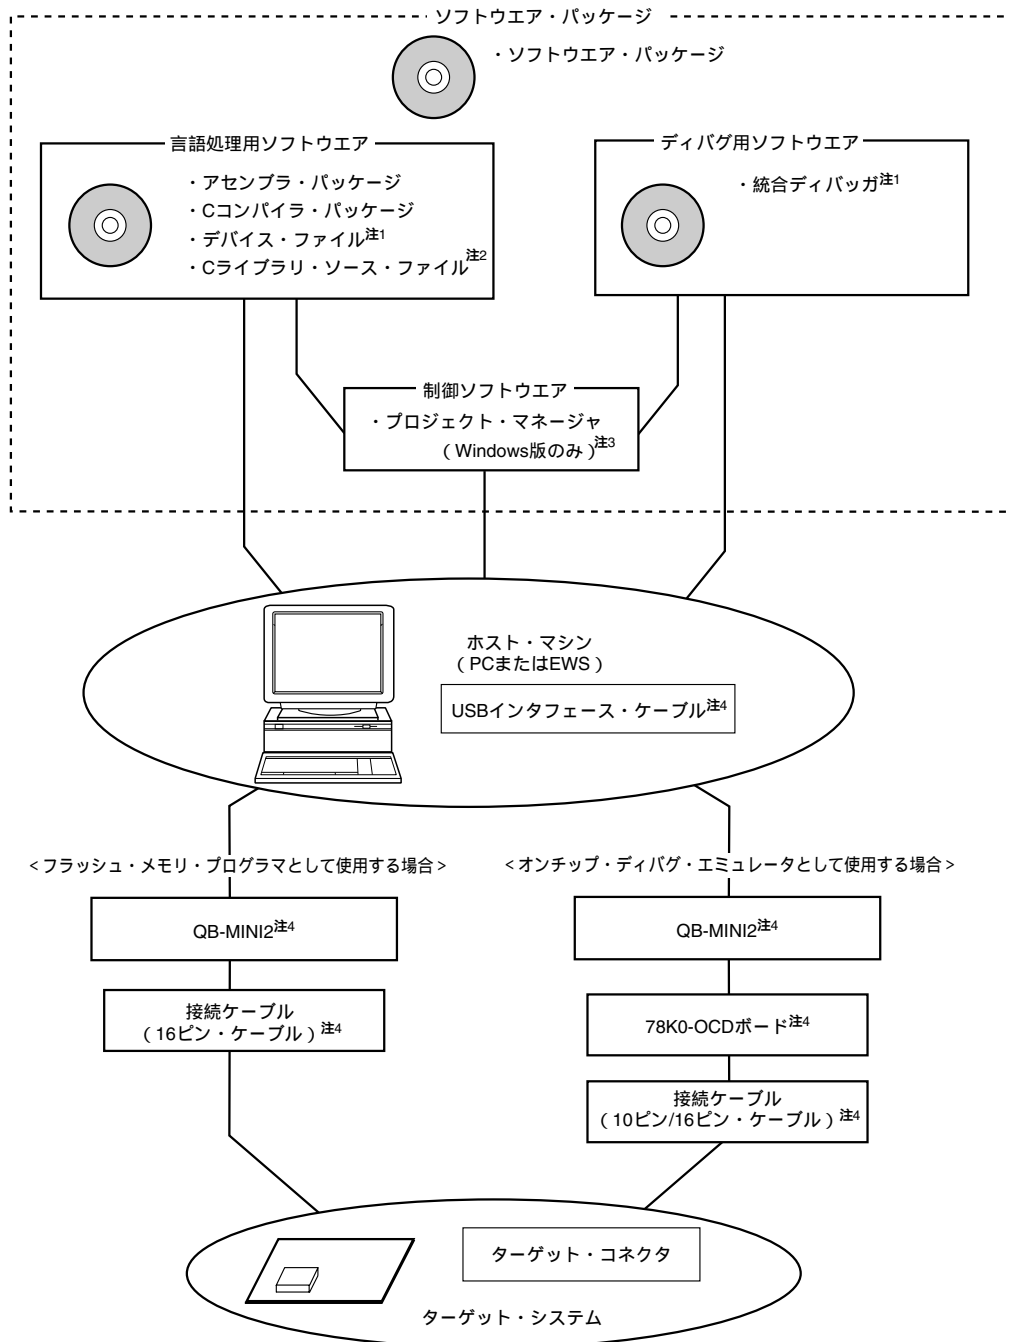 ソフトウエア・パッケージ
・ソフトウエア・パッケージ
言語処理用ソフトウエア
・アセンブラ・パッケージ
・Cコンパイラ・パッケージ
・デバイス・ファイル注1
・Cライブラリ・ソース・ファイル注2
ディバグ用ソフトウエア
・統合ディバッガ注1
制御ソフトウエア
・プロジェクト・マネージャ
（Windows版のみ）注3
ホスト・マシン
（PCまたはEWS）
USBインタフェース・ケーブル注4
<フラッシュ・メモリ・プログラマとして使用する場合>
QB-MINI2注4
接続ケーブル
（16ピン・ケーブル）注4
<オンチップ・ディバグ・エミュレータとして使用する場合>
QB-MINI2注4
78K0-OCDボード注4
接続ケーブル
（10ピン/16ピン・ケーブル）注4
ターゲット・コネクタ
ターゲット・システム